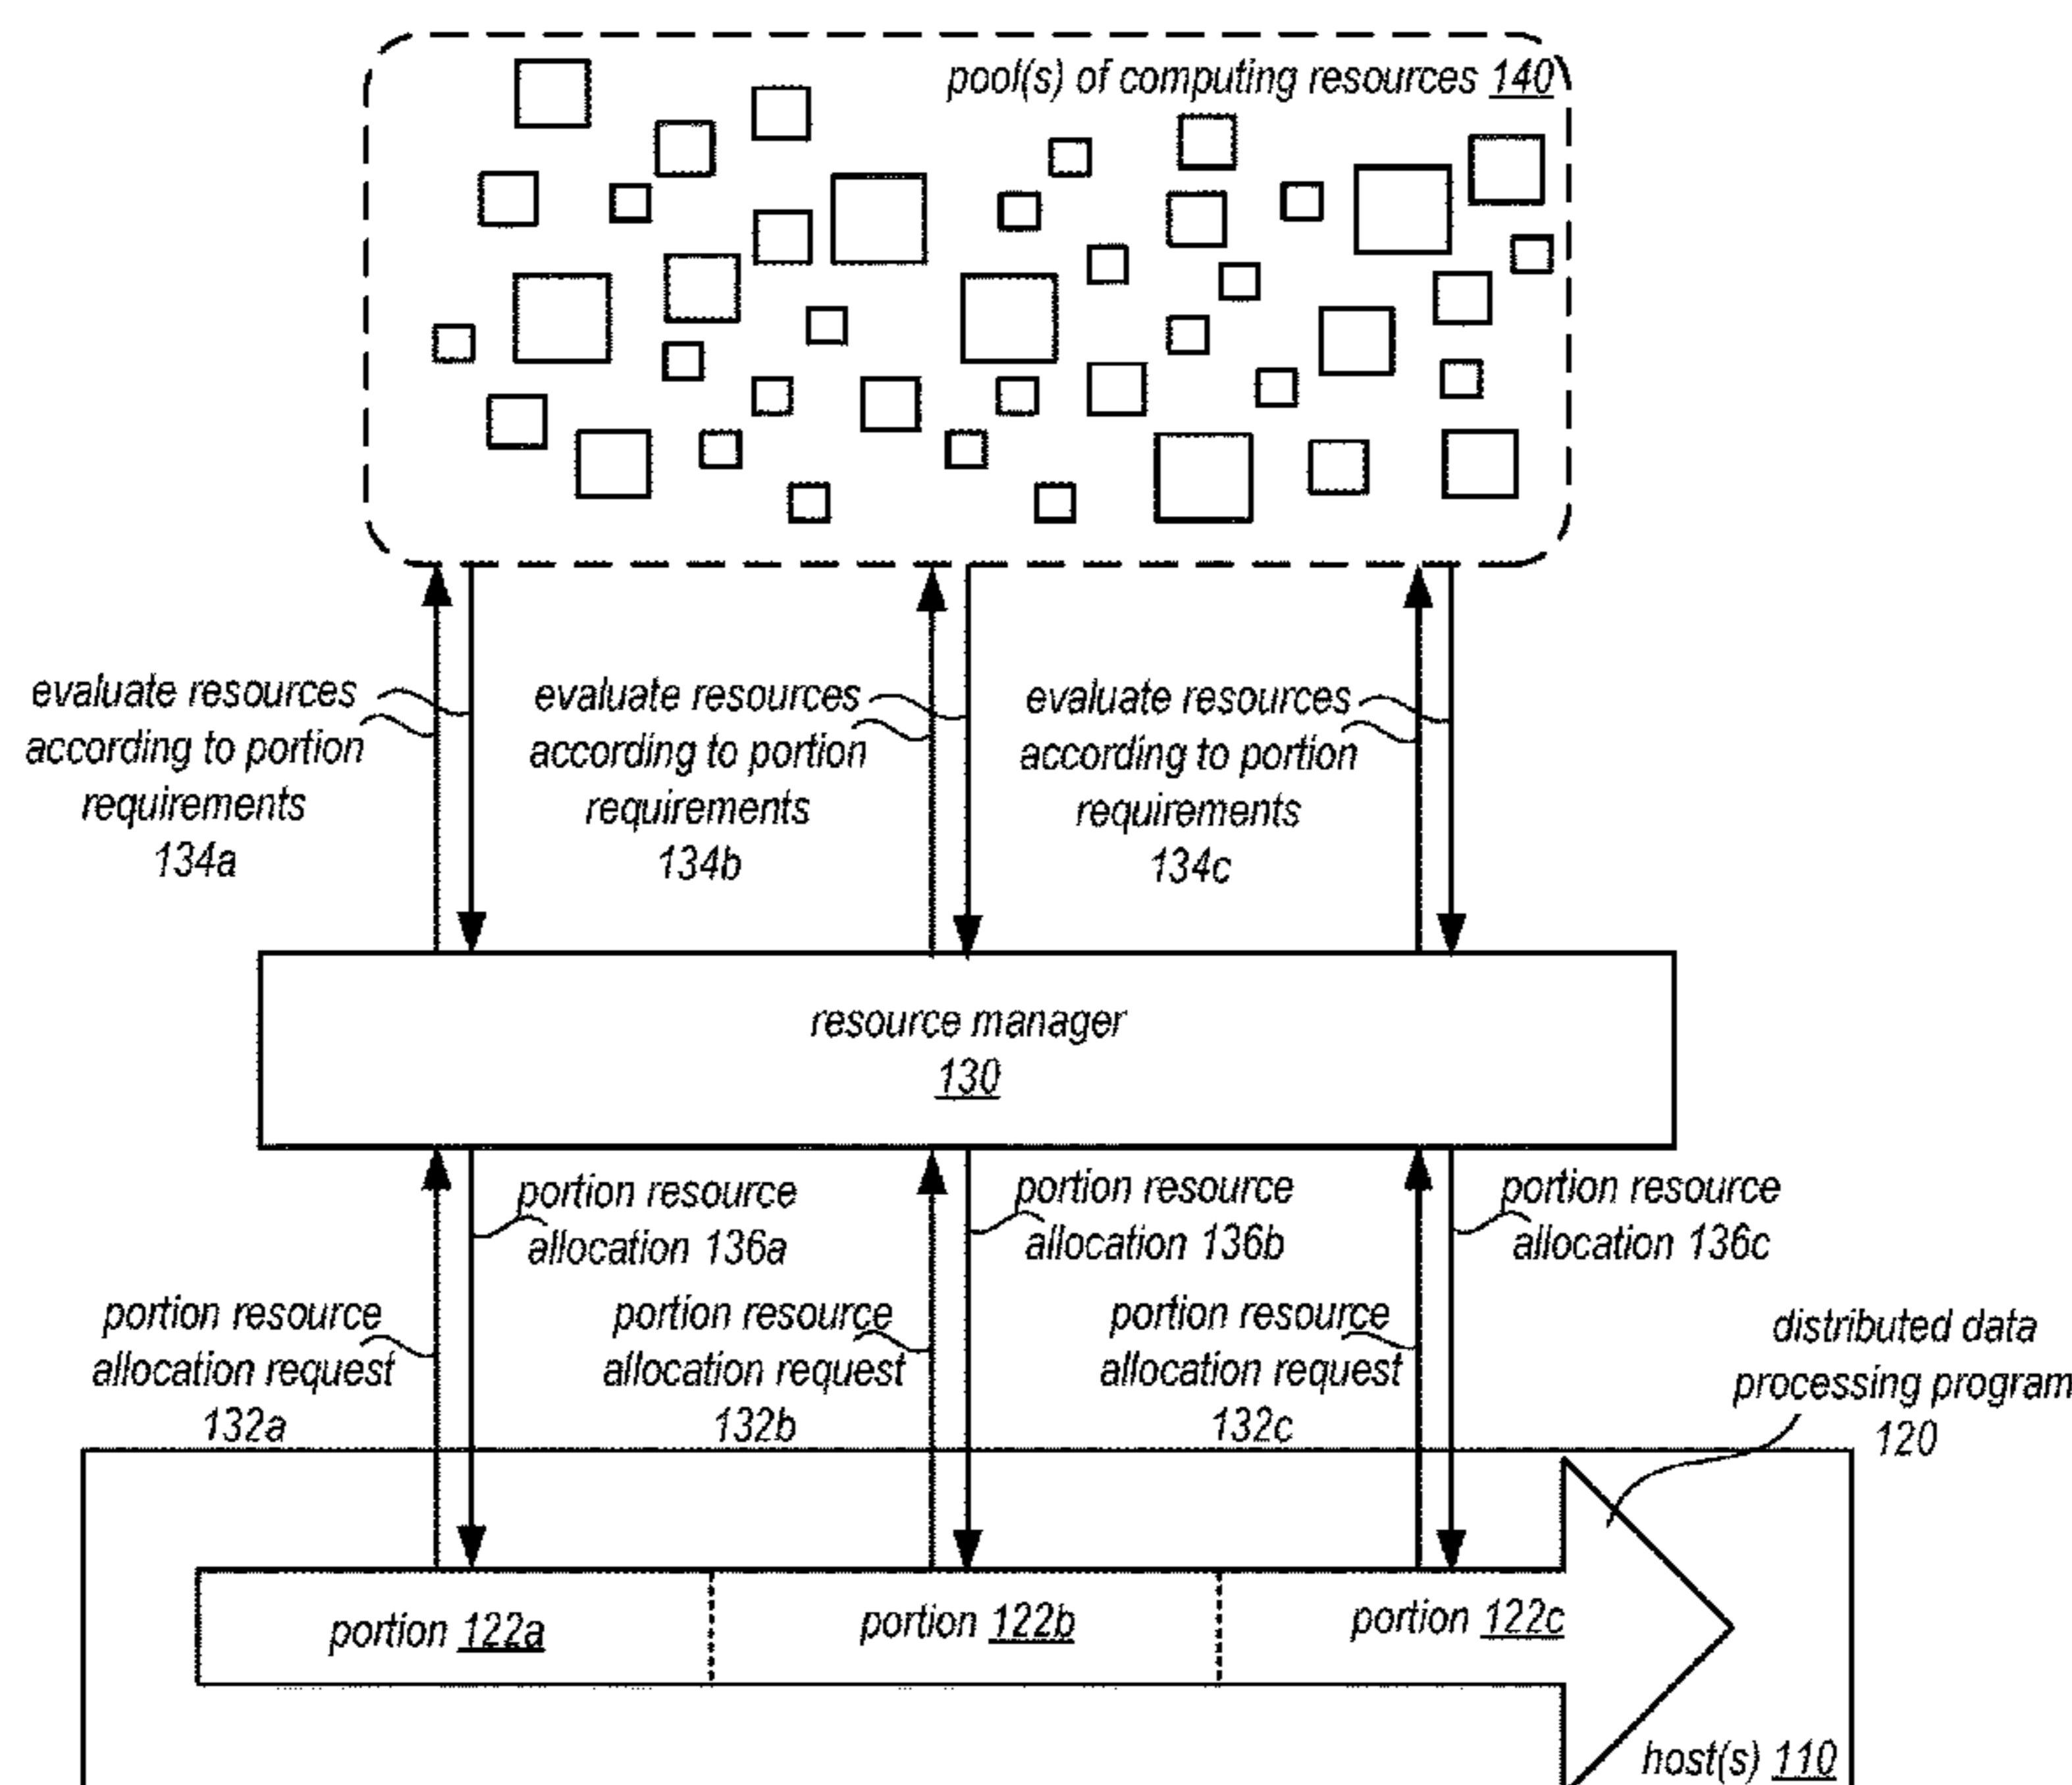 pool(s) of computing resources 140
evaluate resources
according to portion
requirements
134a
evaluate resources
according to portion
requirements
134b
evaluate resources
according to portion
requirements
134c
resource manager
130
portion resource
allocation 136a
portion resource
allocation 136b
portion resource
allocation 136c
portion resource
allocation request
132a
portion resource
allocation request
132b
portion resource
allocation request
132c
distributed data
processing program
120
portion 122a
portion 122b
portion 122c
host(s) 110